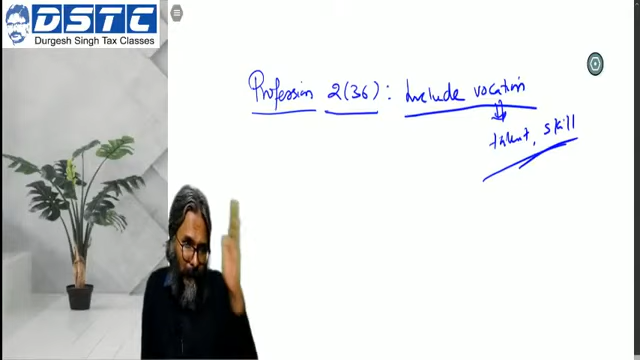 DSTC
Durgesh Singh Tax Classes
Profession 2(36): Include vocation
talent, skill